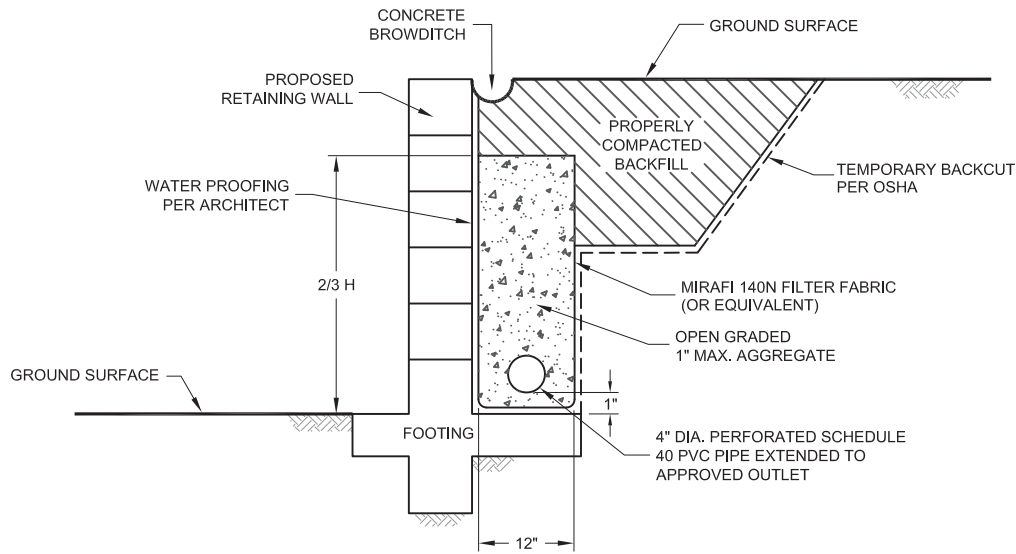 CONCRETE
BROWDITCH
GROUND SURFACE
PROPOSED
RETAINING WALL
PROPERLY
COMPACTED
BACKFILL
TEMPORARY BACKCUT
PER OSHA
WATER PROOFING
PER ARCHITECT
2/3 H
MIRAFI 140N FILTER FABRIC
(OR EQUIVALENT)
OPEN GRADED
1" MAX. AGGREGATE
GROUND SURFACE
1"
FOOTING
4" DIA. PERFORATED SCHEDULE
40 PVC PIPE EXTENDED TO
APPROVED OUTLET
12"